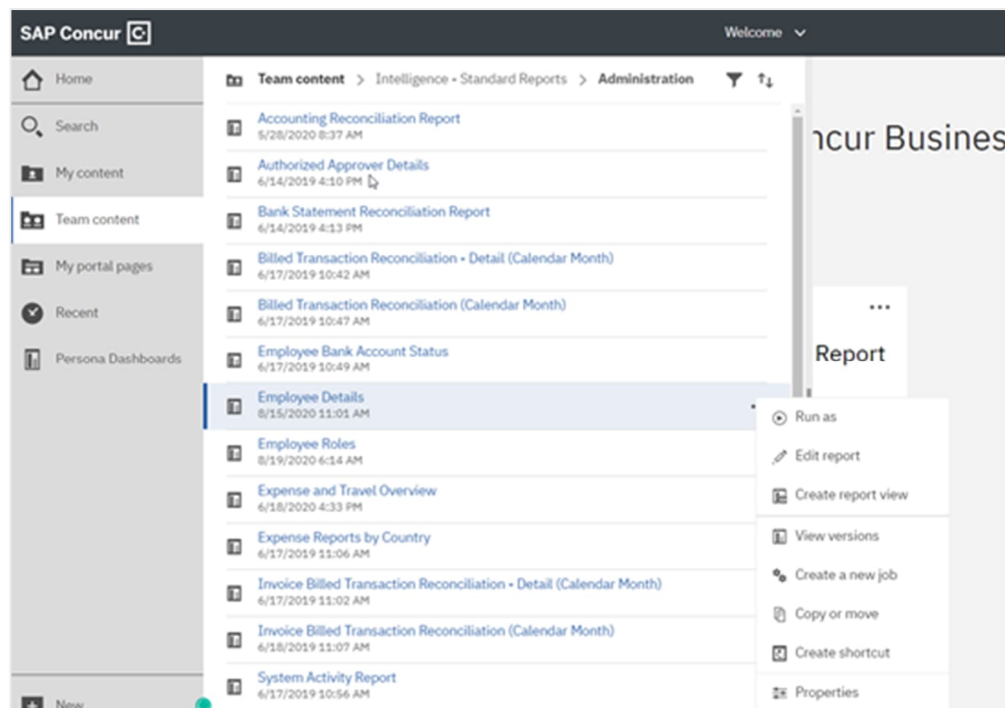 SAP Concur C
Welcome
Home
Search
My content
Team content
My portal pages
Recent
Persona Dashboards
New
Team content > Intelligence - Standard Reports > Administration
Accounting Reconciliation Report
5/28/2020 8:37 AM
Authorized Approver Details
6/14/2019 4:10 PM
Bank Statement Reconciliation Report
6/14/2019 4:13 PM
Billed Transaction Reconciliation - Detail (Calendar Month)
6/17/2019 10:42 AM
Billed Transaction Reconciliation (Calendar Month)
6/17/2019 10:47 AM
Employee Bank Account Status
6/17/2019 10:49 AM
Employee Details
8/15/2020 11:01 AM
Employee Roles
8/19/2020 6:14 AM
Expense and Travel Overview
6/18/2020 4:33 PM
Expense Reports by Country
6/17/2019 11:06 AM
Invoice Billed Transaction Reconciliation - Detail (Calendar Month)
6/17/2019 11:02 AM
Invoice Billed Transaction Reconciliation (Calendar Month)
6/18/2019 11:07 AM
System Activity Report
6/17/2019 10:56 AM
ncur Busines
Report
Run as
Edit report
Create report view
View versions
Create a new job
Copy or move
Create shortcut
Properties